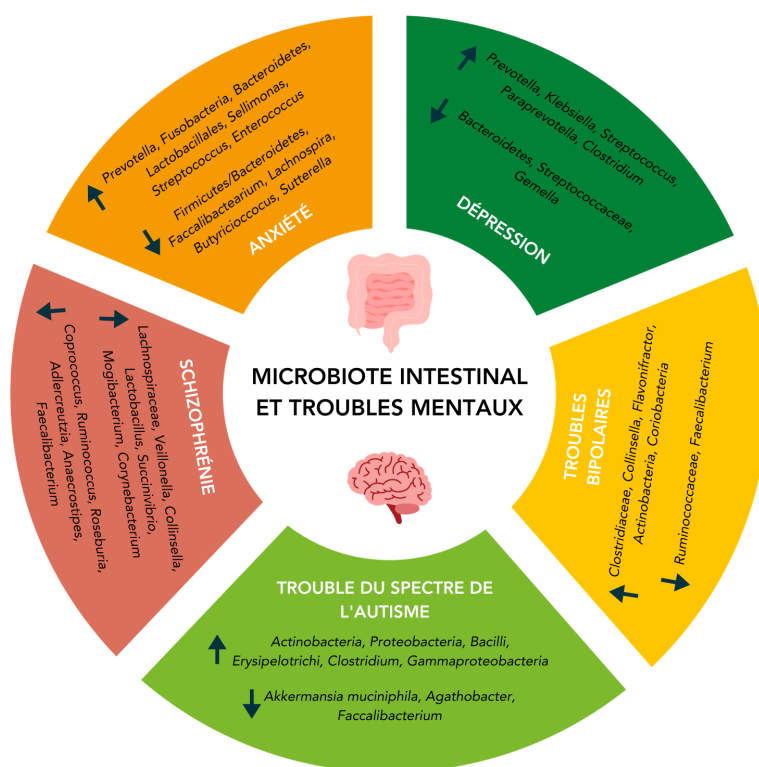 Prevotella, Fusobacteria, Bacteroidetes,
Lactobacillales, Sellimonas,
Streptococcus, Enterococcus
Firmicutes/Bacteroidetes,
Faccalibactearium, Lachnospira,
Butyricioccocus, Sutterella
ANXIÉTÉ
Prevotella, Klebsiella, Streptococcus,
Paraprevotella, Clostridium
Bacteroidetes, Streptococcaceae,
Gemella
DÉPRESSION
MICROBIOTE INTESTINAL
ET TROUBLES MENTAUX
SCHIZOPHRÉNIE
Lachnospiraceae, Veillonella, Collinsella,
Lactobacillus, Succinivibrio,
Mogibacterium, Corynebacterium
Coprococcus, Ruminococcus, Roseburia,
Adlercreutzia, Anaecrostipes,
Faecalibacterium
TROUBLES
BIPOLAIRES
Clostridiaceae, Collinsella, Flavonifractor,
Actinobacteria, Coriobacteria
Ruminococcaceae, Faecalibacterium
TROUBLE DU SPECTRE DE
L'AUTISME
Actinobacteria, Proteobacteria, Bacilli,
Erysipelotrichi, Clostridium, Gammaproteobacteria
Akkermansia muciniphila, Agathobacter,
Faccalibacterium